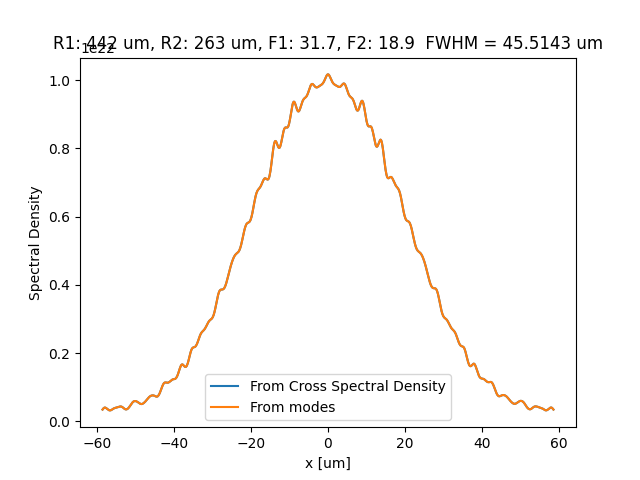 R1: 442 um, R2: 263 um, F1: 31.7, F2: 18.9  FWHM = 45.5143 um
1e22
1.0
0.8
0.6
0.4
0.2
0.0
Spectral Density
From Cross Spectral Density
From modes
−60 −40 −20 0 20 40 60
x [um]